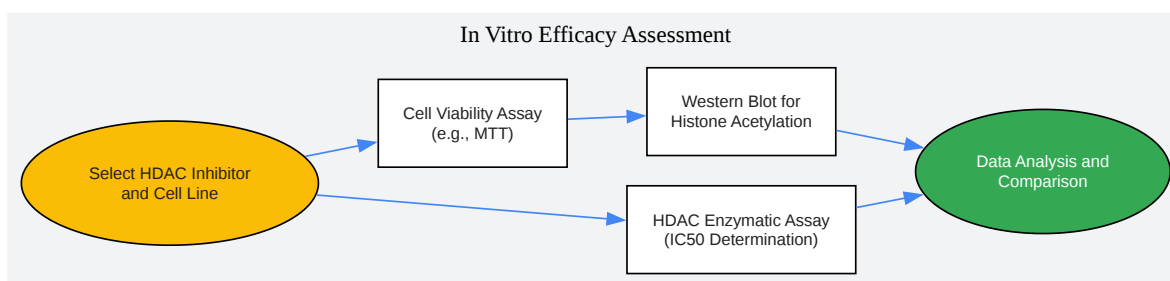 In Vitro Efficacy Assessment
Select HDAC Inhibitor
and Cell Line
Cell Viability Assay
(e.g., MTT)
Western Blot for
Histone Acetylation
HDAC Enzymatic Assay
(IC50 Determination)
Data Analysis and
Comparison